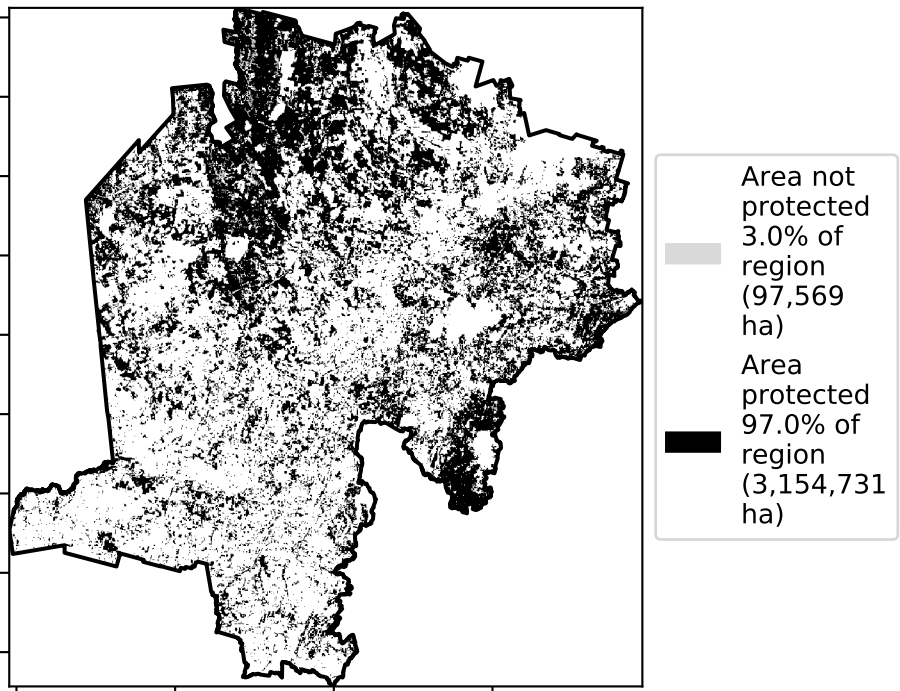 Area not
protected
3.0% of
region
(97,569
ha)
Area
protected
97.0% of
region
(3,154,731
ha)